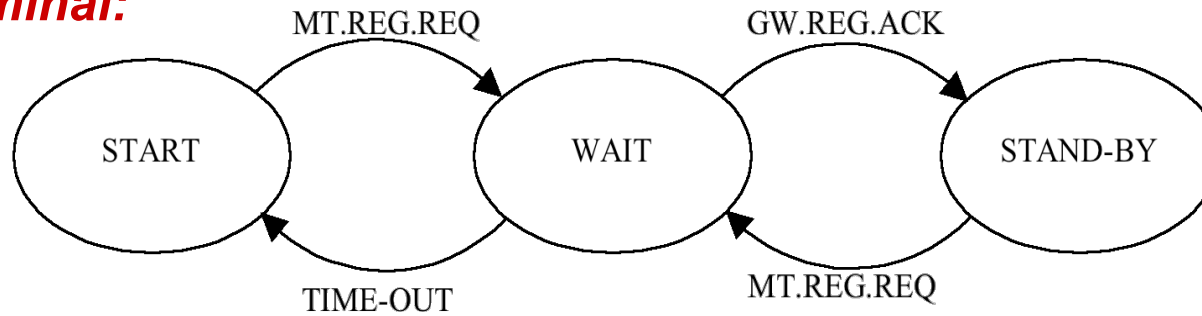 minal:
MT.REG.REQ
GW.REG.ACK
START
WAIT
STAND-BY
TIME-OUT
MT.REG.REQ